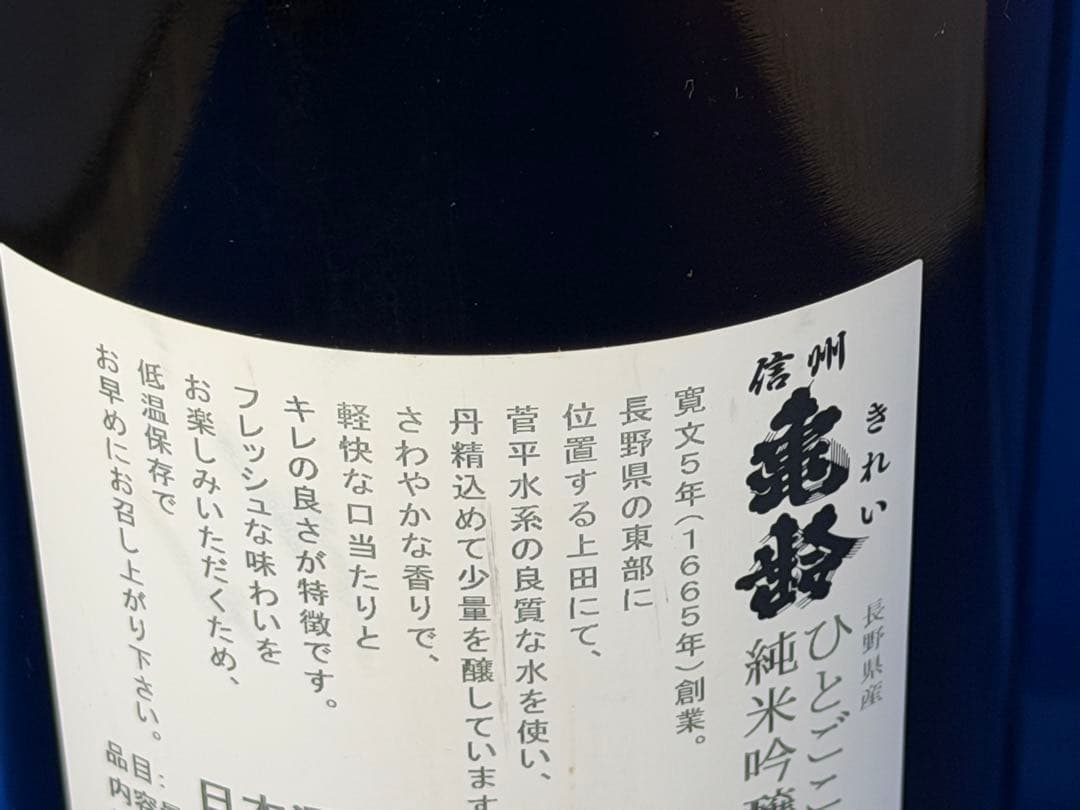 信州
亀齢
きれい
長野県産
ひとごこ
純米吟醸
寛文5年(1665年)創業。
長野県の東部に
位置する上田にて、
菅平水系の良質な水を使い、
丹精込めて少量を醸しています
さわやかな香りで、
軽快な口当たりと
キレの良さが特徴です。
フレッシュな味わいを
お楽しみいただくため、
低温保存で
お早めにお召し上がり下さい。
日本酒
目:
品
内容